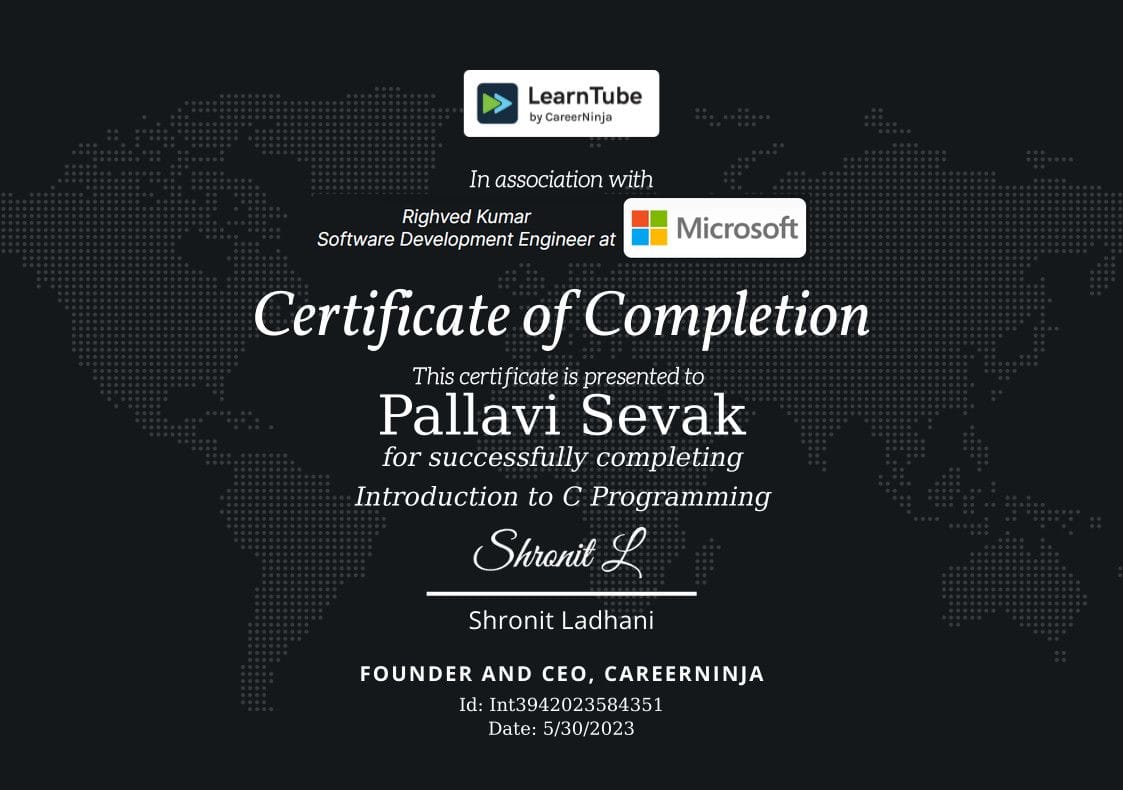 LearnTube
by CareerNinja
In association with
Righved Kumar
Software Development Engineer at
Microsoft
Certificate of Completion
This certificate is presented to
Pallavi Sevak
for successfully completing
Introduction to C Programming
Shronit L
Shronit Ladhani
FOUNDER AND CEO, CAREERNINJA
Id: Int3942023584351
Date: 5/30/2023